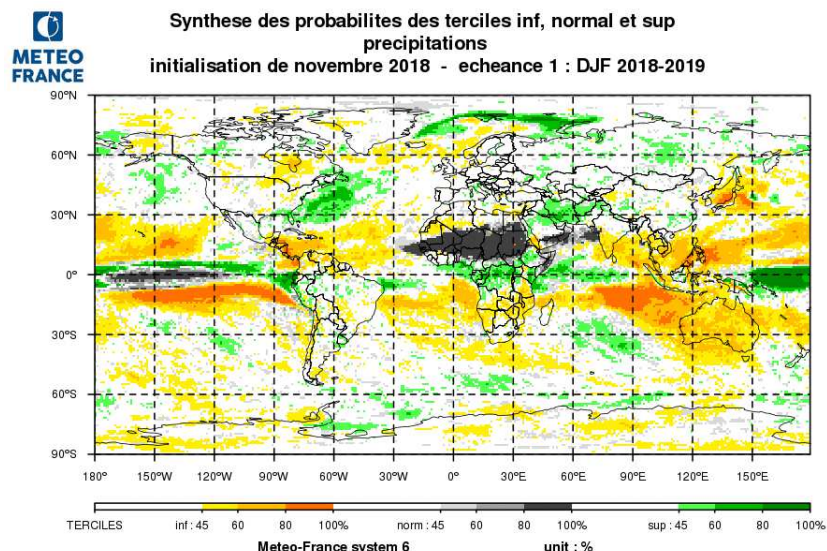 METEO
FRANCE
Synthese des probabilites des terciles inf, normal et sup
precipitations
initialisation de novembre 2018 - echeance 1 : DJF 2018-2019
90°N
60°N
30°N
0°
30°S
60°S
90°S
180° 150°W 120°W 90°W 60°W 30°W 0° 30°E 60°E 90°E 120°E 150°E
TERCILES inf : 45 60 80 100% norm : 45 60 80 100% sup : 45 60 80 100%
Meteo-France system 6 unit : %